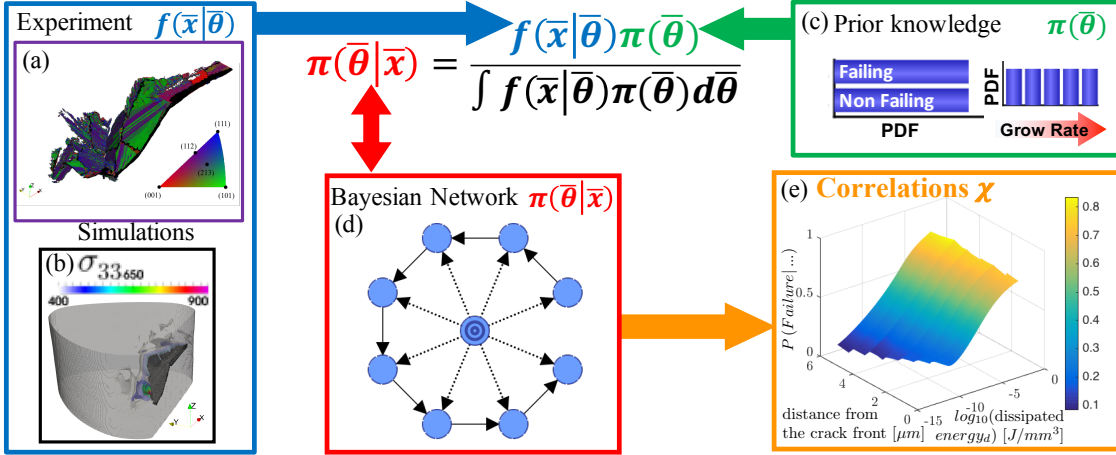 Experiment f(x̅|θ̅)
(a)
(111)
(112)
(213)
(001)
(101)
Simulations
(b)
σ33 650
400
900
Z
Y
X
π(θ̅|x̅) = f(x̅|θ̅)π(θ̅) / ∫ f(x̅|θ̅)π(θ̅)dθ̅
(c) Prior knowledge π(θ̅)
Failing
Non Failing
PDF
PDF
Grow Rate
Bayesian Network π(θ̅|x̅)
(d)
(e) Correlations χ
P (Failure|...)
1
0.5
0
6
4
2
0
-15
-10
-5
0
distance from
the crack front [μm]
log10(dissipated
energyd) [J/mm³]
0.8
0.7
0.6
0.5
0.4
0.3
0.2
0.1